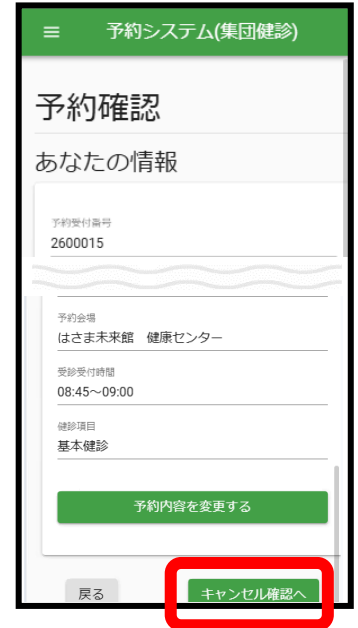 予約システム(集団健診)
予約確認
あなたの情報
予約受付番号
2600015
予約会場
はさま未来館　健康センター
受診受付時間
08:45～09:00
健診項目
基本健診
予約内容を変更する
戻る
キャンセル確認へ